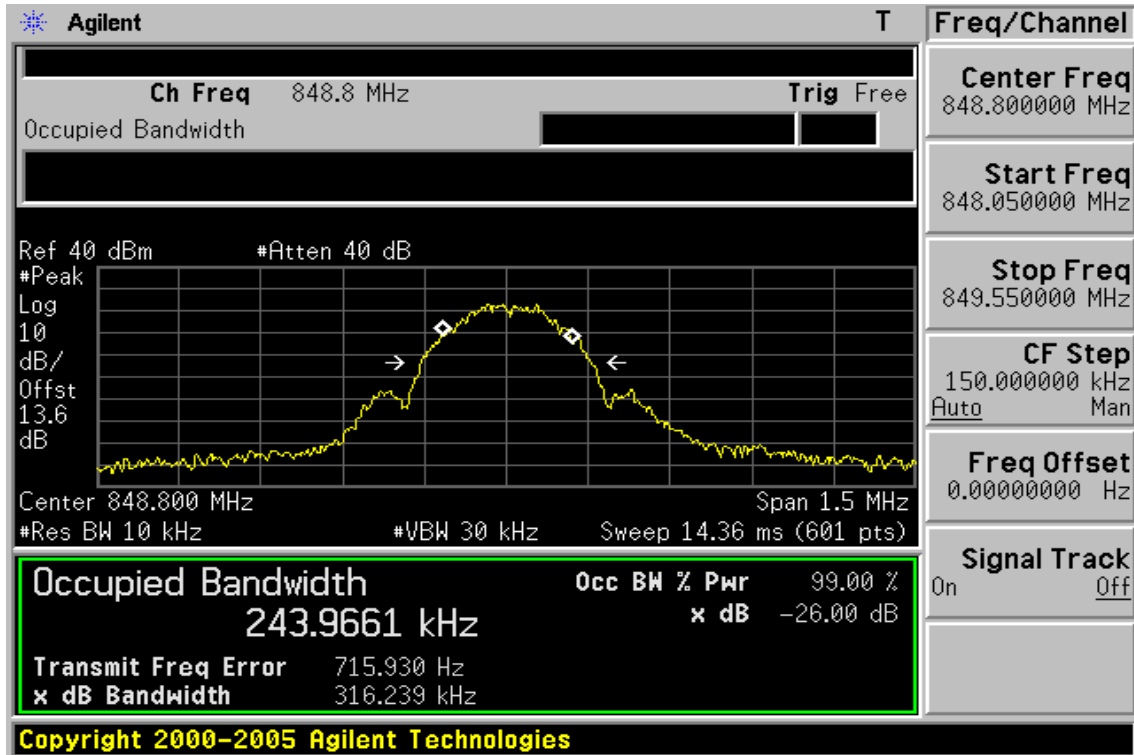 Agilent T
Ch Freq 848.8 MHz Trig Free
Occupied Bandwidth
Ref 40 dBm #Atten 40 dB
#Peak
Log
10
dB/
Offst
13.6
dB
Center 848.800 MHz Span 1.5 MHz
#Res BW 10 kHz #VBW 30 kHz Sweep 14.36 ms (601 pts)
Occupied Bandwidth
243.9661 kHz
Occ BW % Pwr 99.00 %
x dB -26.00 dB
Transmit Freq Error 715.930 Hz
x dB Bandwidth 316.239 kHz
Copyright 2000-2005 Agilent Technologies
Freq/Channel
Center Freq
848.800000 MHz
Start Freq
848.050000 MHz
Stop Freq
849.550000 MHz
CF Step
150.000000 kHz
Auto Man
Freq Offset
0.00000000 Hz
Signal Track
On Off